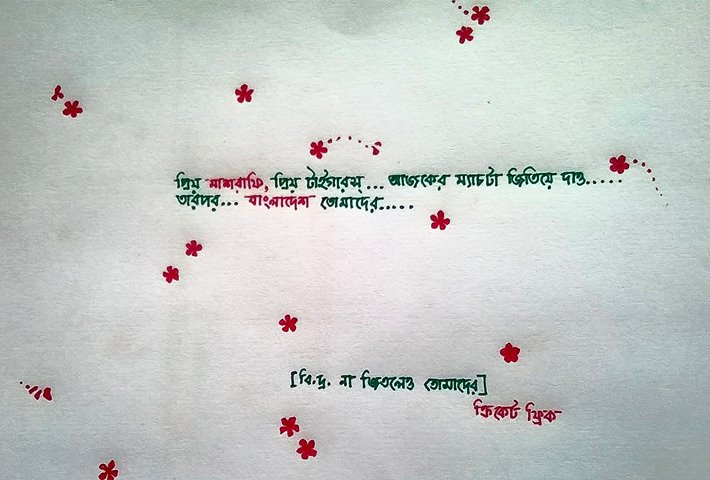 প্রিয় মাশরাফি, প্রিয় টাইগারস্... আজকের ম্যাচটা জিতিয়ে দাও.....
তারপর... বাংলাদেশ তোমাদের.....
[বি.দ্র. না জিতলেও তোমাদের]
ক্রিকেট ফ্রিক